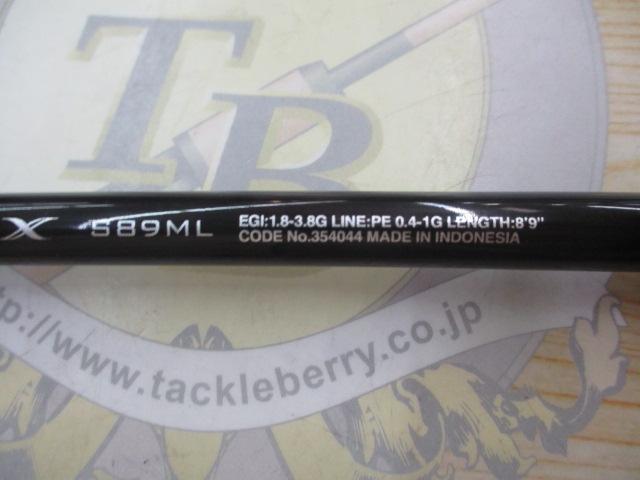 TB
X S89ML EGI:1.8-3.8G LINE:PE 0.4-1G LENGTH:8'9"
CODE No.354044 MADE IN INDONESIA
http://www.tackleberry.co.jp